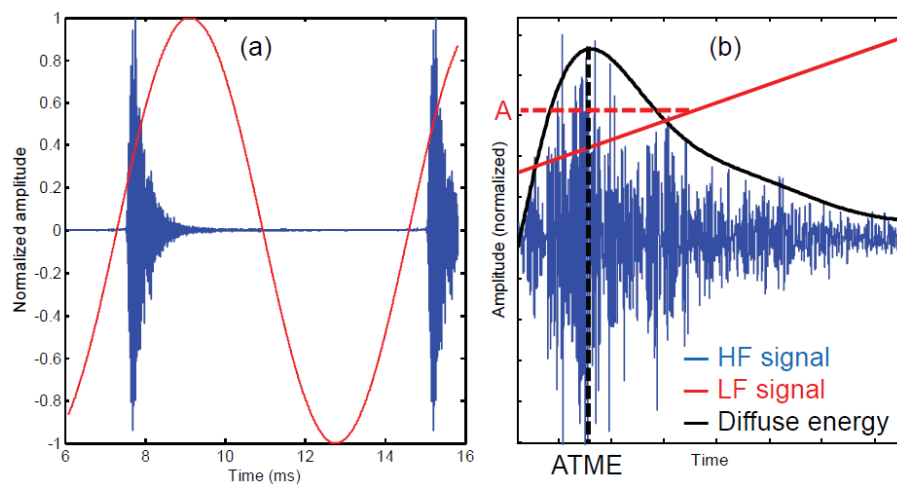 (a)
Normalized amplitude
1
0.8
0.6
0.4
0.2
0
-0.2
-0.4
-0.6
-0.8
-1
6
8
10
12
14
16
Time (ms)
(b)
A
Amplitude (normalized)
HF signal
LF signal
Diffuse energy
ATME
Time